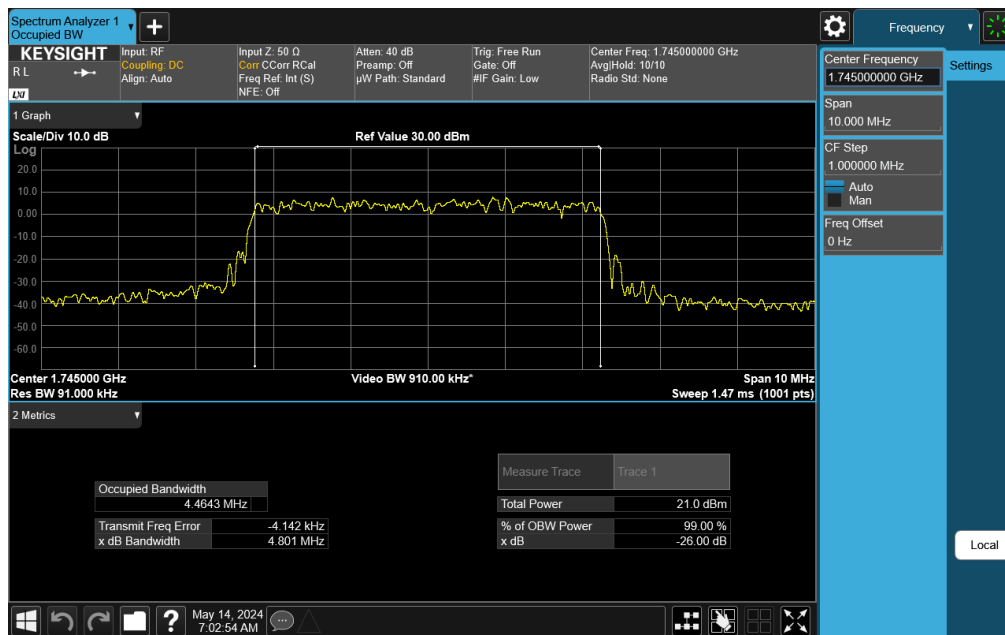 Spectrum Analyzer 1
Occupied BW
Frequency
KEYSIGHT
R L
LXI
Input: RF
Coupling: DC
Align: Auto
Input Z: 50 Ω
Corr CCorr RCal
Freq Ref: Int (S)
NFE: Off
Atten: 40 dB
Preamp: Off
µW Path: Standard
Trig: Free Run
Gate: Off
#IF Gain: Low
Center Freq: 1.745000000 GHz
Avg|Hold: 10/10
Radio Std: None
Center Frequency
1.745000000 GHz
Settings
Span
10.000 MHz
CF Step
1.000000 MHz
Auto
Man
Freq Offset
0 Hz
Local
1 Graph
Scale/Div 10.0 dB
Ref Value 30.00 dBm
Log
20.0
10.0
0.00
-10.0
-20.0
-30.0
-40.0
-50.0
-60.0
Center 1.745000 GHz
Video BW 910.00 kHz*
Span 10 MHz
Res BW 91.000 kHz
Sweep 1.47 ms (1001 pts)
2 Metrics
Measure Trace
Trace 1
Occupied Bandwidth
4.4643 MHz
Total Power
21.0 dBm
Transmit Freq Error
-4.142 kHz
% of OBW Power
99.00 %
x dB Bandwidth
4.801 MHz
x dB
-26.00 dB
?
May 14, 2024
7:02:54 AM